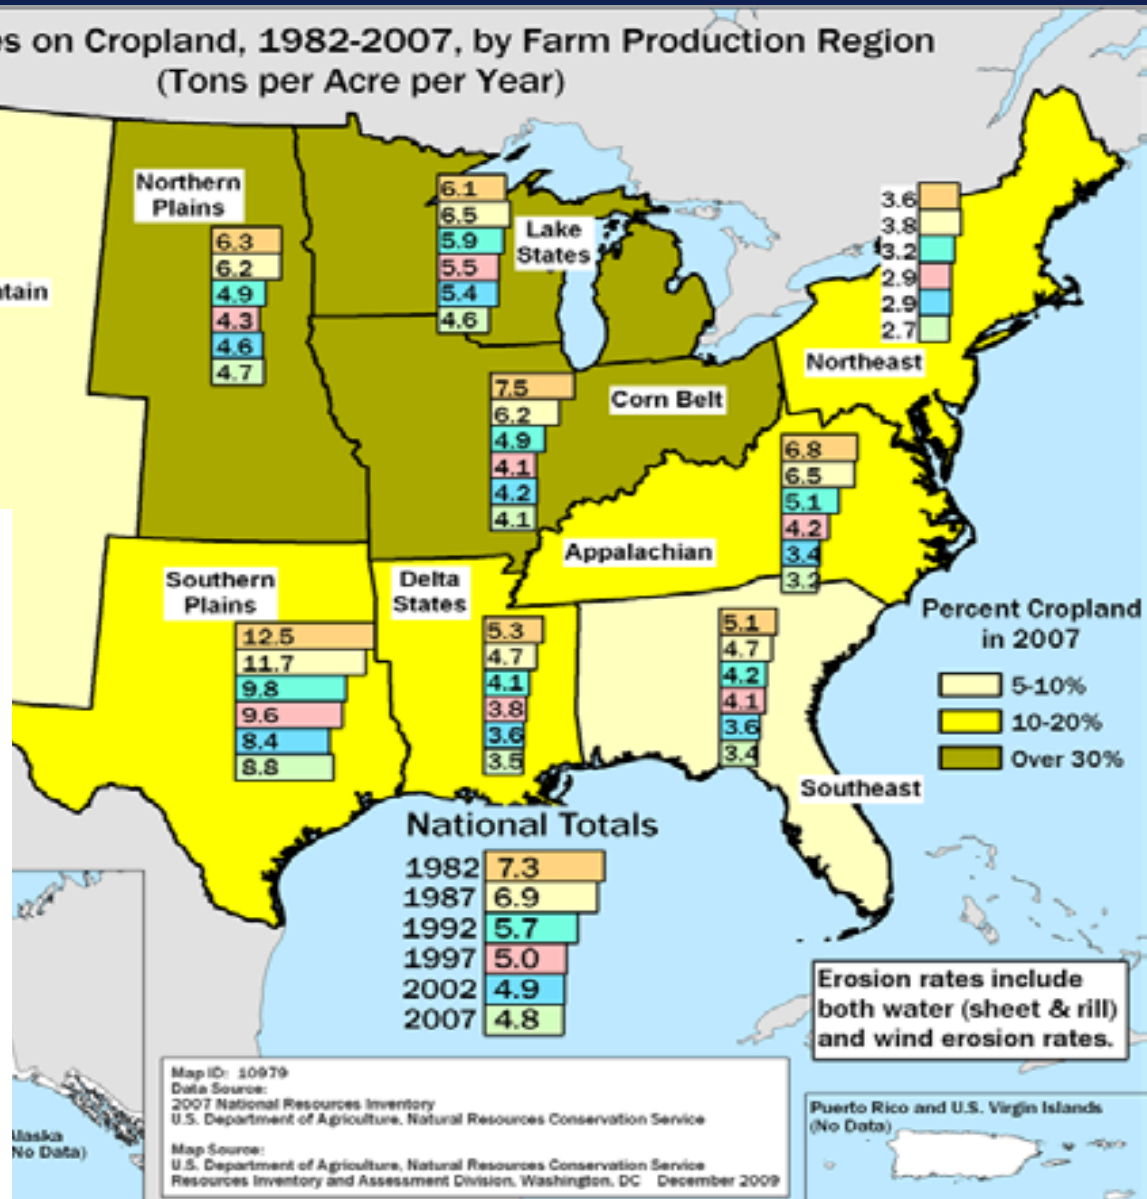 es on Cropland, 1982-2007, by Farm Production Region
(Tons per Acre per Year)
Northern
Plains
6.3
6.2
4.9
4.3
4.6
4.7
6.1
6.5
5.9
5.5
5.4
4.6
Lake
States
3.6
3.8
3.2
2.9
2.9
2.7
Northeast
ntain
7.5
6.2
4.9
4.1
4.2
4.1
Corn Belt
6.8
6.5
5.1
4.2
3.4
3.2
Appalachian
Southern
Plains
12.5
11.7
9.8
9.6
8.4
8.8
Delta
States
5.3
4.7
4.1
3.8
3.6
3.5
5.1
4.7
4.2
4.1
3.6
3.4
Southeast
Percent Cropland
in 2007
5-10%
10-20%
Over 30%
National Totals
1982 7.3
1987 6.9
1992 5.7
1997 5.0
2002 4.9
2007 4.8
Erosion rates include
both water (sheet & rill)
and wind erosion rates.
Map ID: 10979
Data Source:
2007 National Resources Inventory
U.S. Department of Agriculture, Natural Resources Conservation Service
Map Source:
U.S. Department of Agriculture, Natural Resources Conservation Service
Resources Inventory and Assessment Division, Washington, DC December 2009
Alaska
(No Data)
Puerto Rico and U.S. Virgin Islands
(No Data)